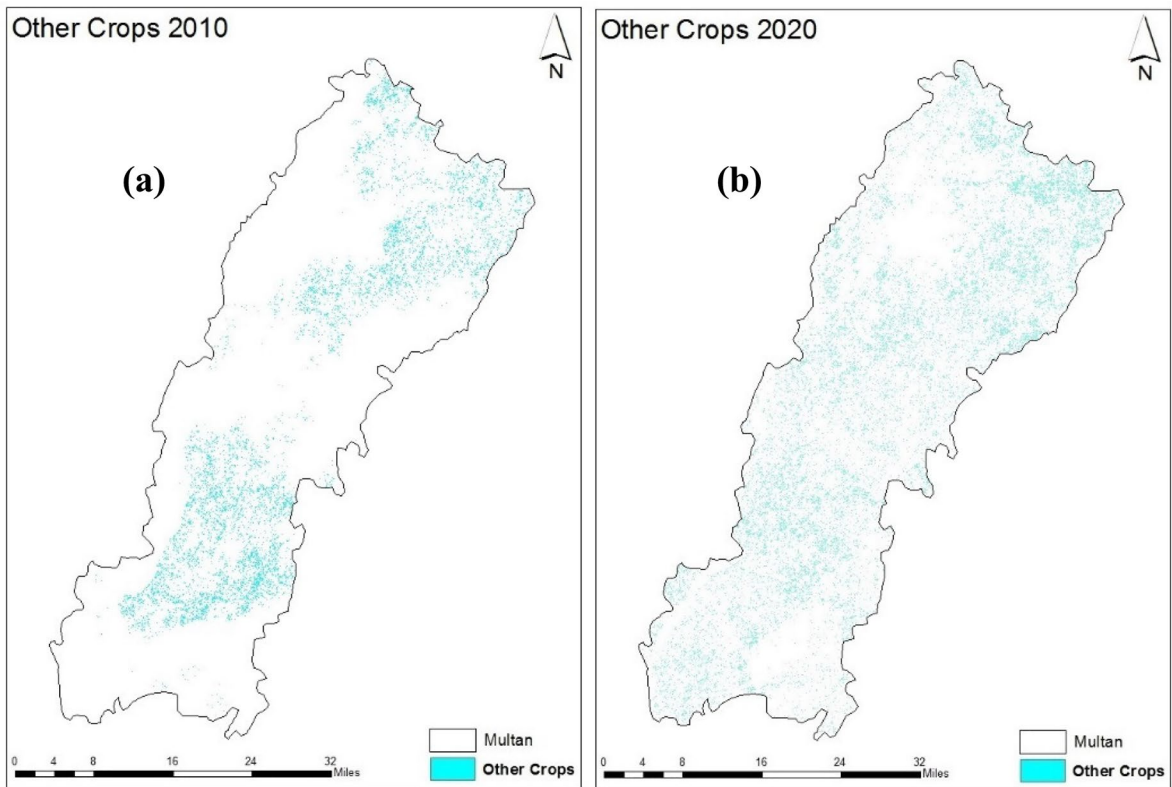 Other Crops 2010
N
(a)
Multan
Other Crops
0 4 8 16 24 32 Miles
Other Crops 2020
N
(b)
Multan
Other Crops
0 4 8 16 24 32 Miles